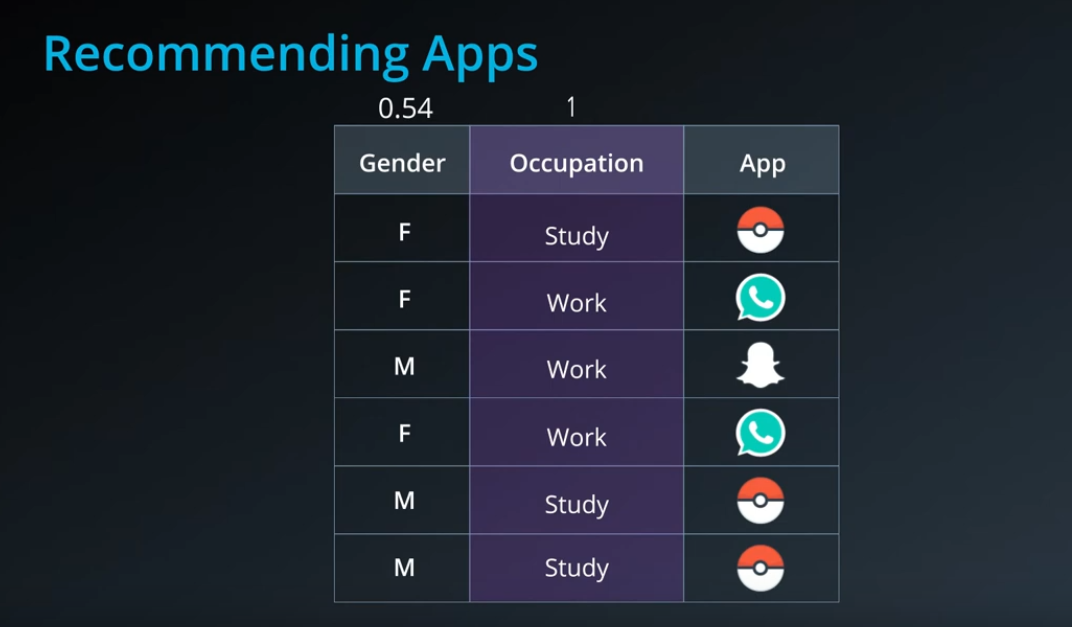 Recommending Apps
0.54 1
Gender Occupation App
F Study
F Work
M Work
F Work
M Study
M Study